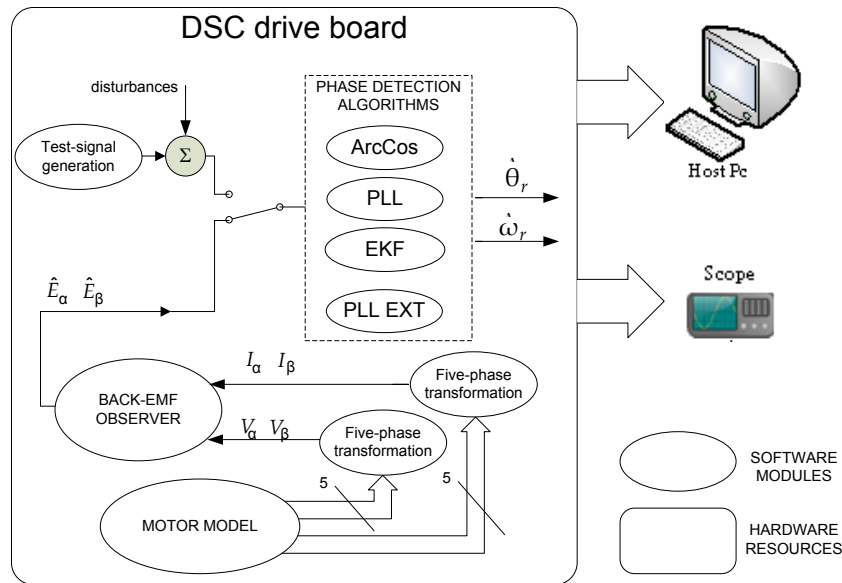 DSC drive board
disturbances
Test-signal
generation
Σ
PHASE DETECTION
ALGORITHMS
ArcCos
PLL
EKF
PLL EXT
θ̂r
ω̂r
Host Pc
Scope
Êα Êβ
Iα Iβ
Five-phase
transformation
BACK-EMF
OBSERVER
Vα Vβ
Five-phase
transformation
5
5
MOTOR MODEL
SOFTWARE
MODULES
HARDWARE
RESOURCES